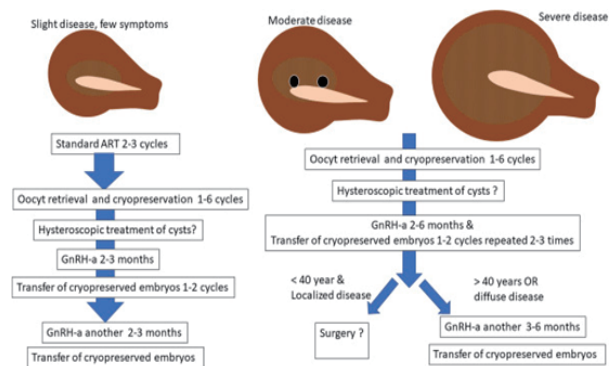 Slight disease, few symptoms
Moderate disease
Severe disease
Standard ART 2-3 cycles
Oocyt retrieval and cryopreservation 1-6 cycles
Hysteroscopic treatment of cysts?
GnRH-a 2-3 months
Transfer of cryopreserved embryos 1-2 cycles
GnRH-a another 2-3 months
Transfer of cryopreserved embryos
Oocyt retrieval and cryopreservation 1-6 cycles
Hysteroscopic treatment of cysts ?
GnRH-a 2-6 months &
Transfer of cryopreserved embryos 1-2 cycles repeated 2-3 times
< 40 year &
Localized disease
> 40 years OR
diffuse disease
Surgery ?
GnRH-a another 3-6 months
Transfer of cryopreserved embryos